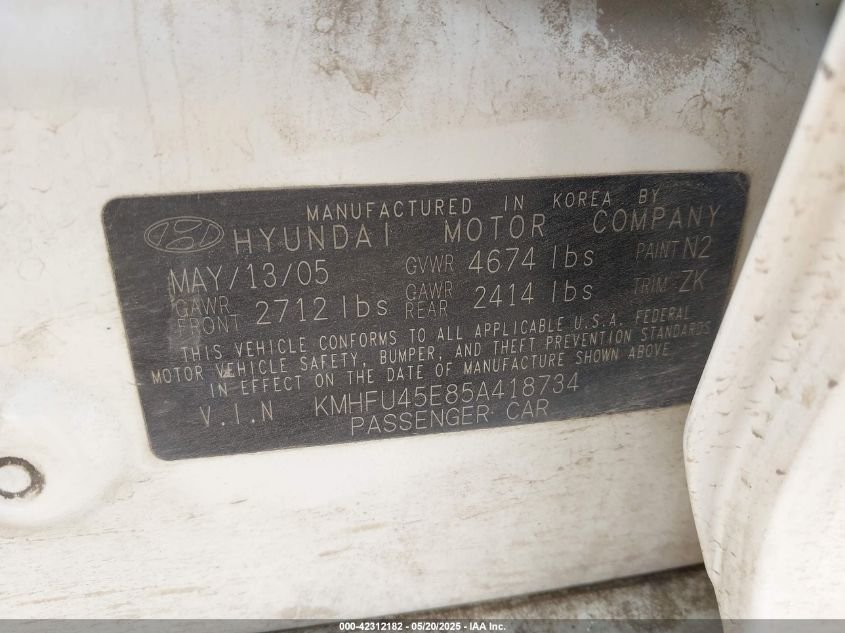 MANUFACTURED IN KOREA BY
HYUNDAI MOTOR COMPANY
MAY/13/05 GVWR 4674 lbs PAINT N2
GAWR FRONT 2712 lbs GAWR REAR 2414 lbs TRIM ZK
THIS VEHICLE CONFORMS TO ALL APPLICABLE U.S.A. FEDERAL
MOTOR VEHICLE SAFETY, BUMPER, AND THEFT PREVENTION STANDARDS
IN EFFECT ON THE DATE OF MANUFACTURE SHOWN ABOVE.
V.I.N KMHFU45E85A418734
PASSENGER CAR
000-42312182 - 05/20/2025 - IAA Inc.